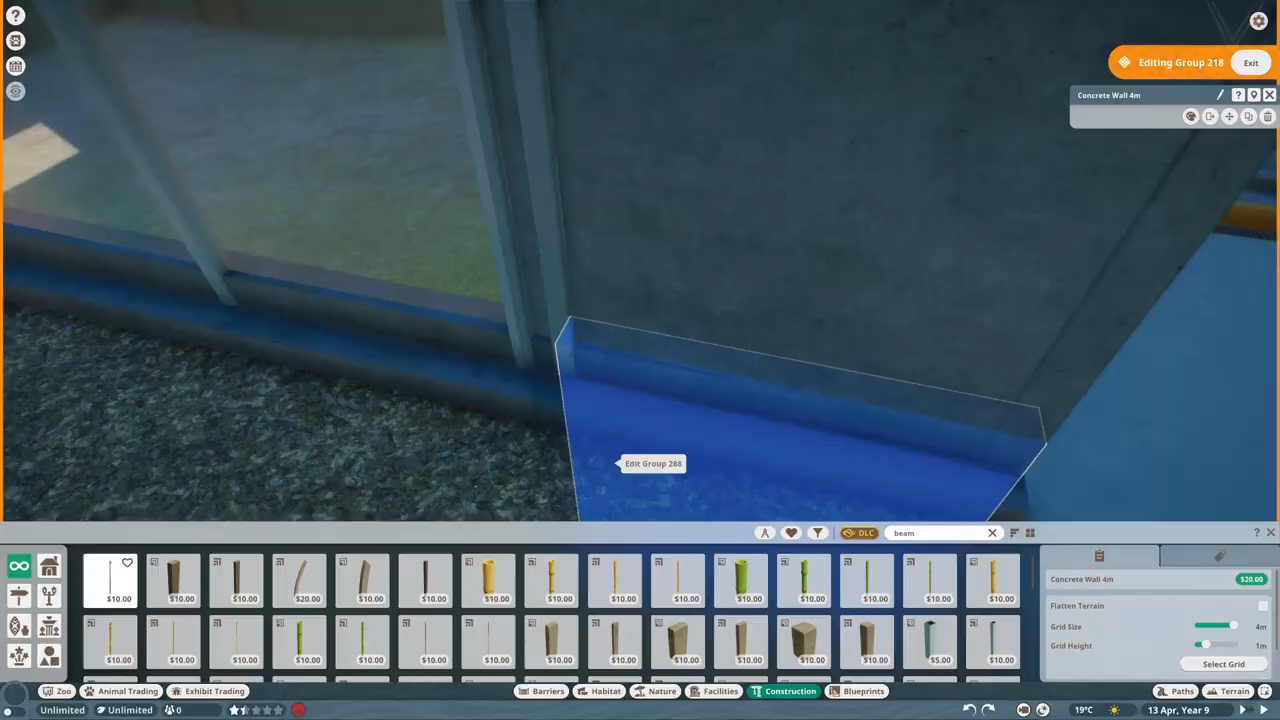 ?
Editing Group 218
Exit
Concrete Wall 4m
?
Edit Group 288
DLC
beam
?
$10.00 $10.00 $10.00 $20.00 $10.00 $10.00 $10.00 $10.00 $10.00 $10.00 $10.00 $10.00 $10.00 $10.00 $10.00
$10.00 $10.00 $10.00 $10.00 $10.00 $10.00 $10.00 $10.00 $10.00 $10.00 $10.00 $10.00 $10.00 $5.00 $10.00
Concrete Wall 4m
$20.00
Flatten Terrain
Grid Size
4m
Grid Height
1m
Select Grid
Zoo
Animal Trading
Exhibit Trading
Barriers
Habitat
Nature
Facilities
Construction
Blueprints
Paths
Terrain
Unlimited
Unlimited
0
19°C
13 Apr, Year 9